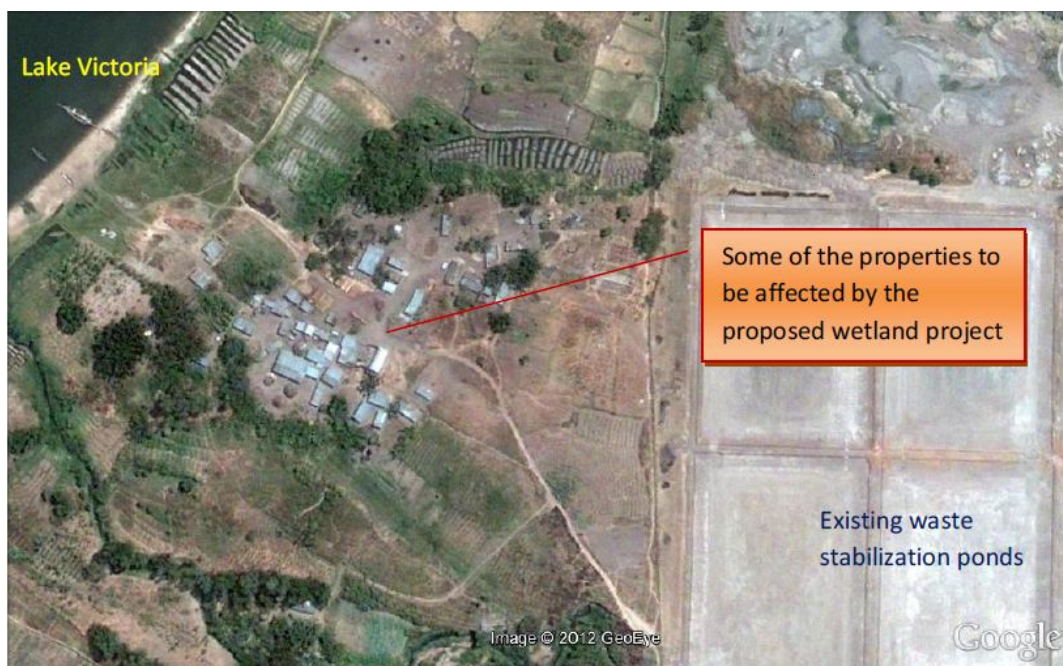 Lake Victoria
Some of the properties to
be affected by the
proposed wetland project
Existing waste
stabilization ponds
Image © 2012 GeoEye
Google